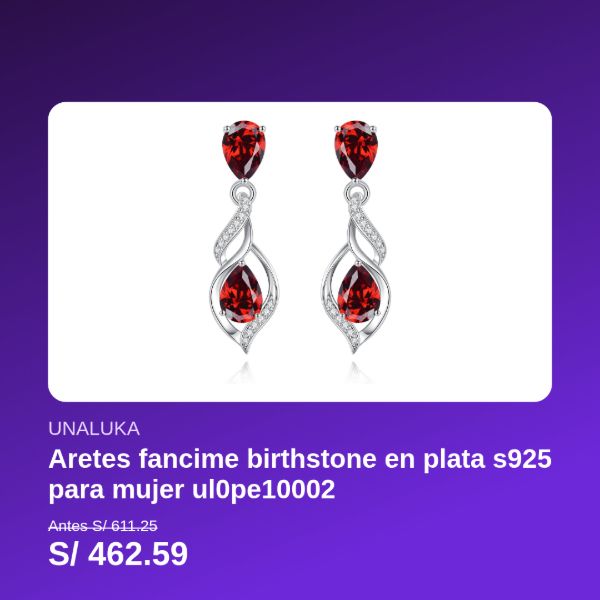 UNALUKA
Aretes fancime birthstone en plata s925
para mujer ul0pe10002
Antes S/ 611.25
S/ 462.59